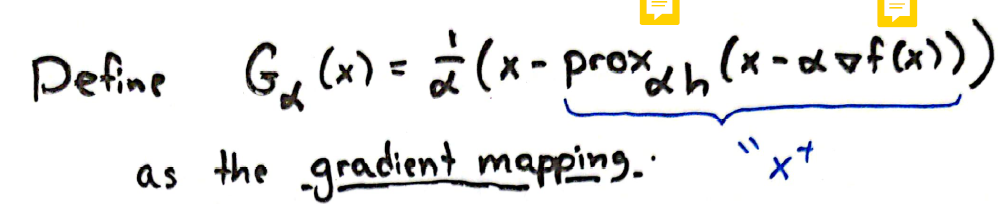 Define G_α(x) = 1/α (x - prox_αh (x - α∇f(x)))
"x+
as the gradient mapping.